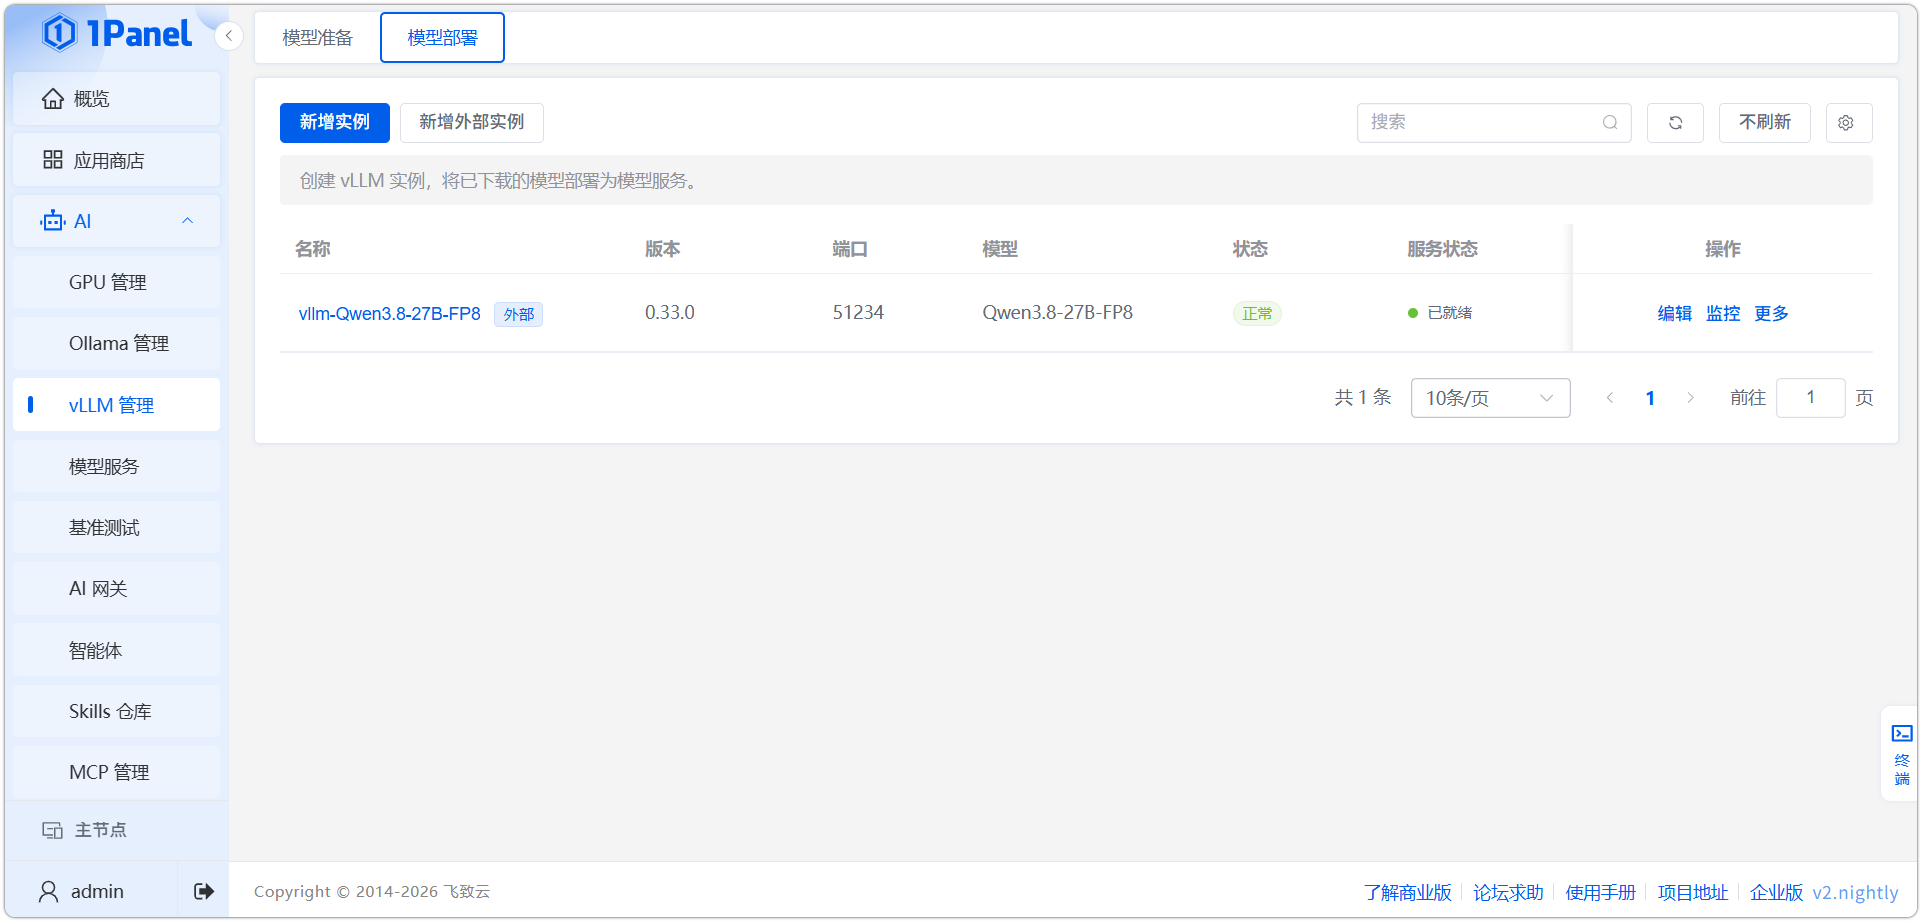 1Panel
模型准备 模型部署
概览
应用商店
AI
GPU 管理
Ollama 管理
vLLM 管理
模型服务
基准测试
AI 网关
智能体
Skills 仓库
MCP 管理
主节点
admin
新增实例 新增外部实例 搜索 不刷新
创建 vLLM 实例，将已下载的模型部署为模型服务。
名称 版本 端口 模型 状态 服务状态 操作
vllm-Qwen3.8-27B-FP8 外部 0.33.0 51234 Qwen3.8-27B-FP8 正常 已就绪 编辑 监控 更多
共 1 条 10条/页 1 前往 1 页
终端
Copyright © 2014-2026 飞致云 了解商业版 论坛求助 使用手册 项目地址 企业版 v2.nightly